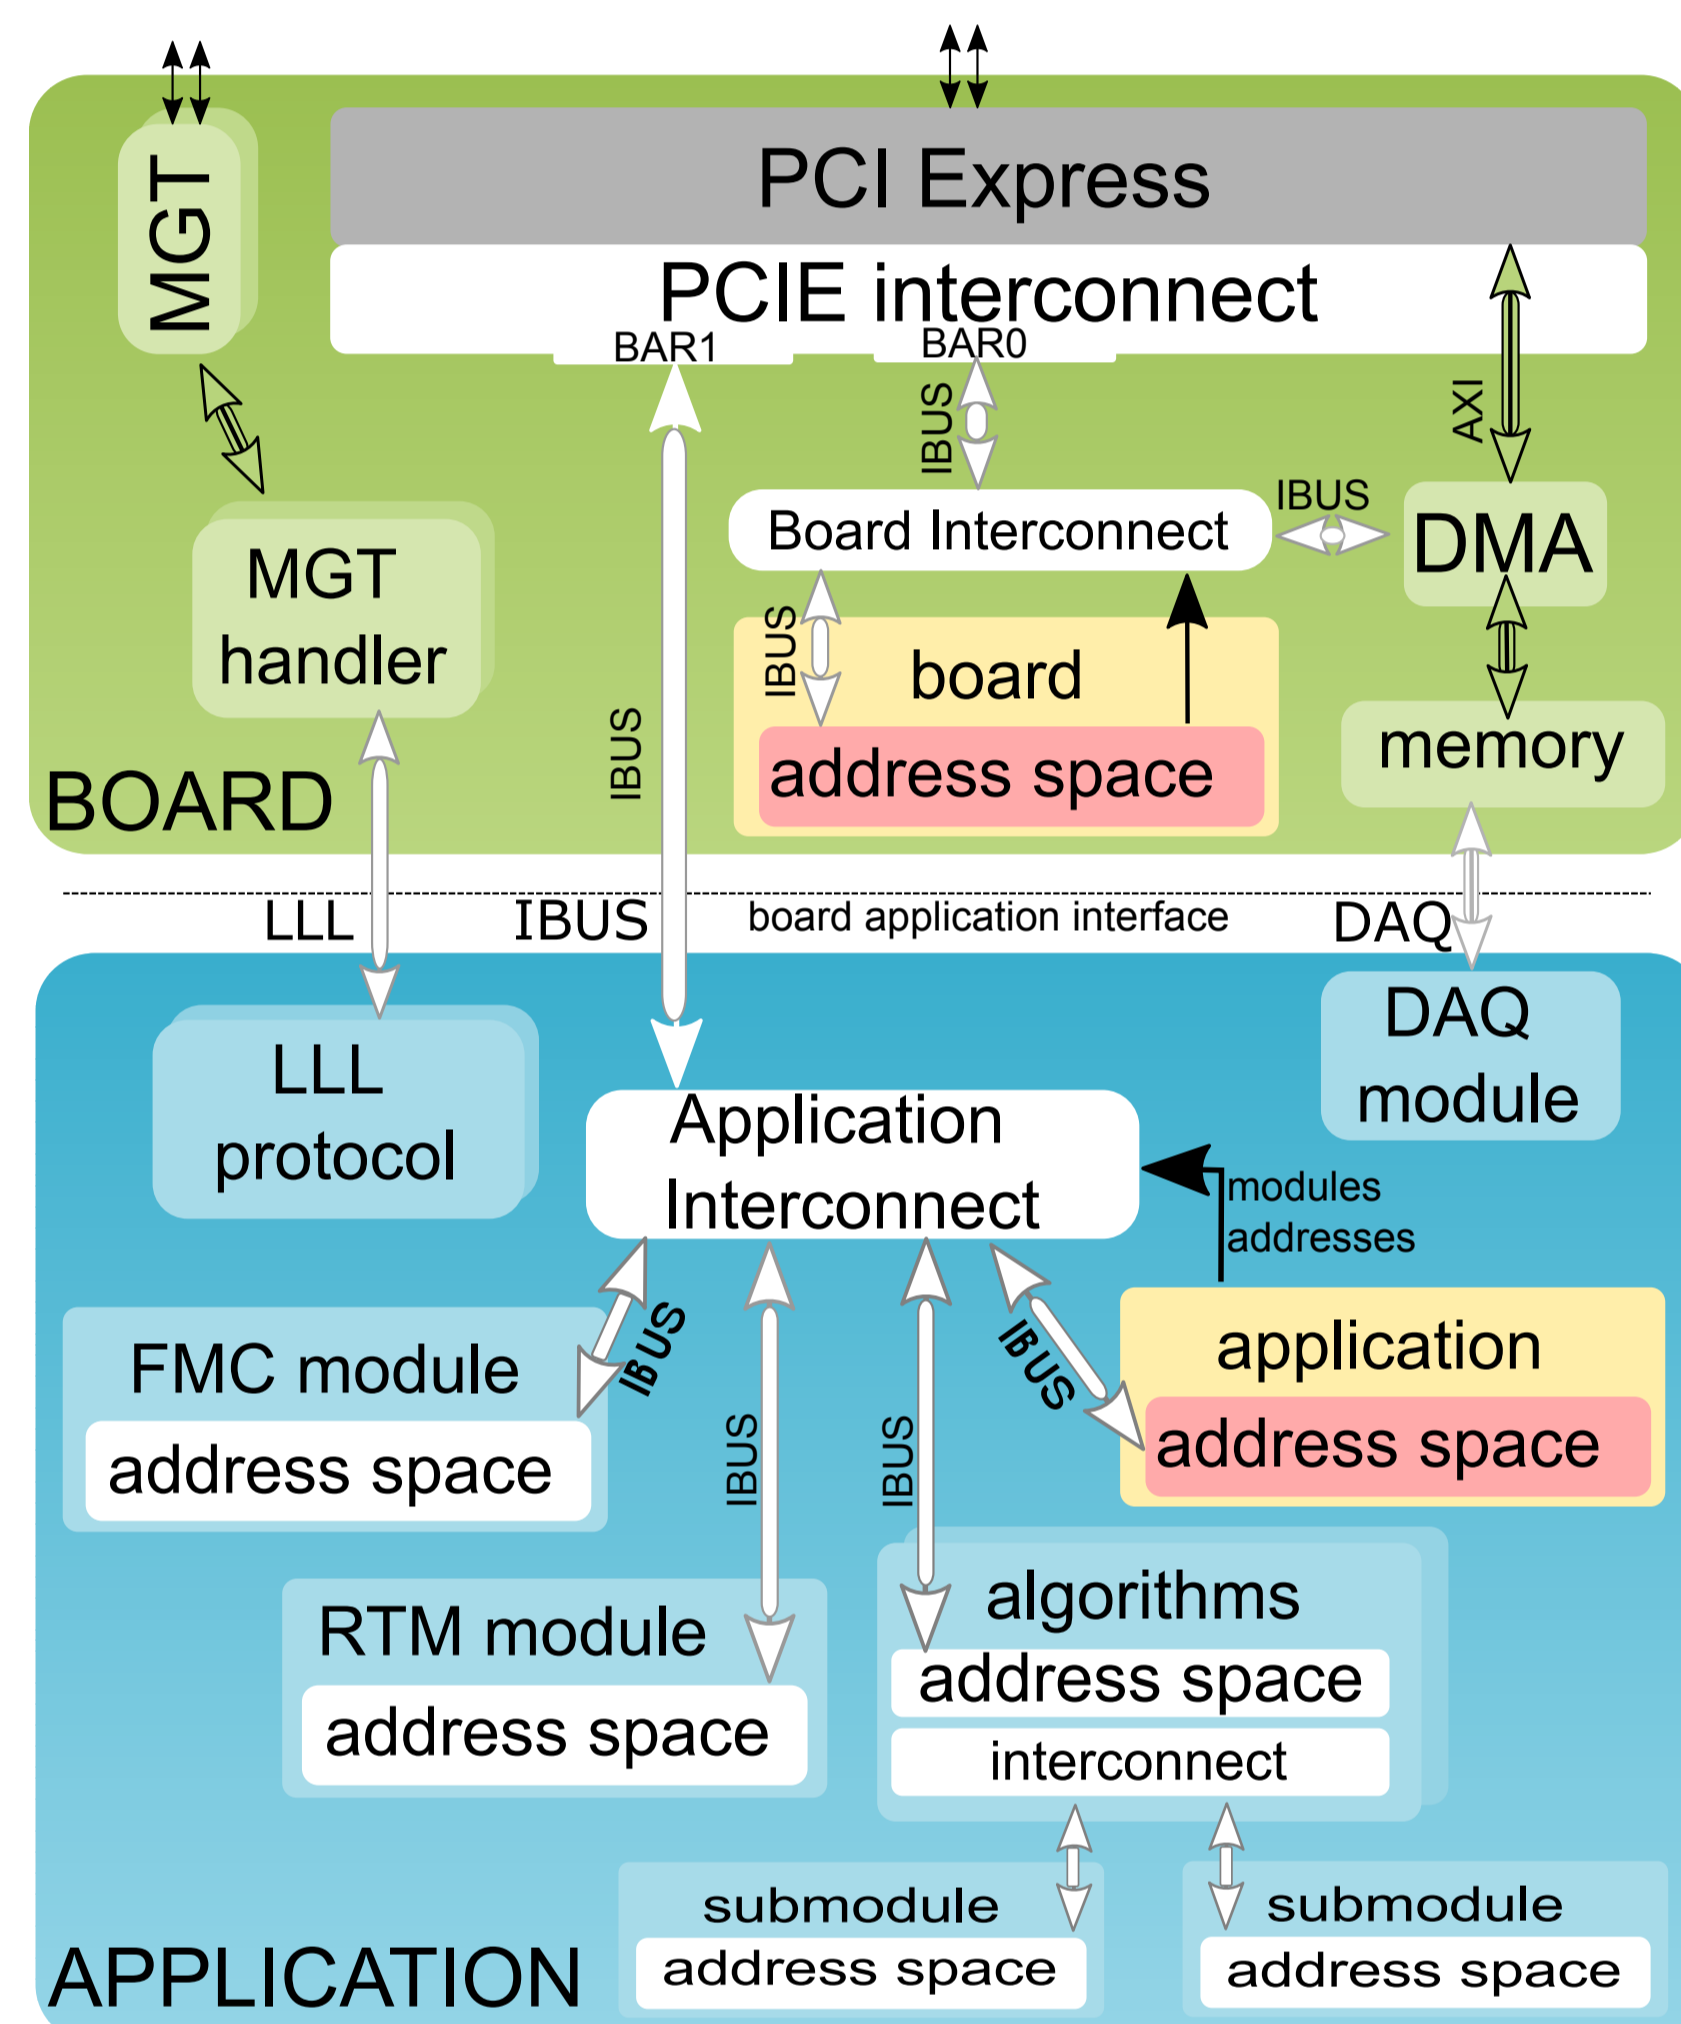 MGT
PCI Express
PCIE interconnect
BAR1
BAR0
IBUS
AXI
IBUS
Board Interconnect
DMA
MGT
handler
IBUS
board
address space
IBUS
memory
BOARD
LLL
IBUS
board application interface
DAQ
LLL
protocol
DAQ
module
Application
Interconnect
modules
addresses
IBUS
IBUS
IBUS
IBUS
FMC module
address space
application
address space
RTM module
address space
algorithms
address space
interconnect
submodule
address space
submodule
address space
APPLICATION